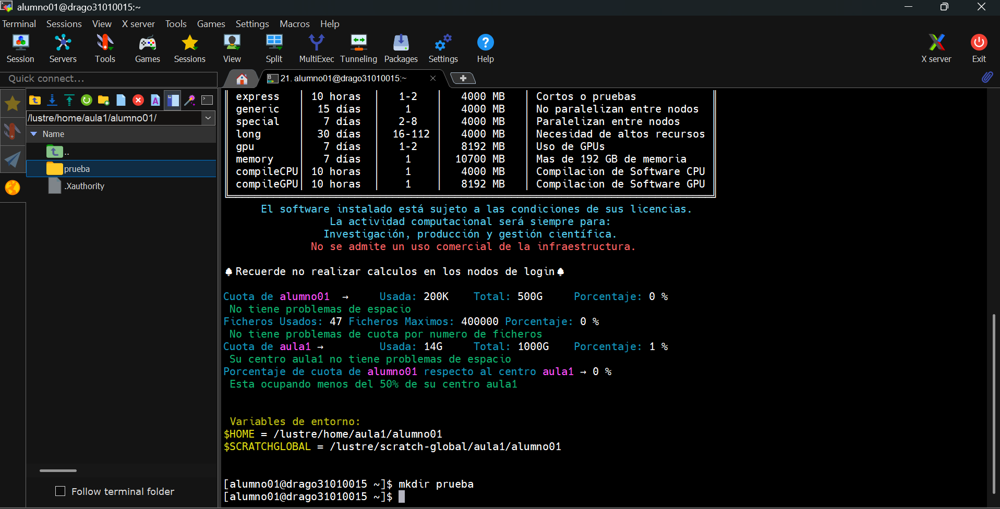 alumno01@drago31010015:~
Terminal Sessions View X server Tools Games Settings Macros Help
Session Servers Tools Games Sessions View Split MultiExec Tunneling Packages Settings Help X server Exit
Quick connect...
21. alumno01@drago31010015:~
/lustre/home/aula1/alumno01/
Name
..
prueba
.Xauthority
Follow terminal folder
express 10 horas 1-2 4000 MB Cortos o pruebas
generic 15 días 1 4000 MB No paralelizan entre nodos
special 7 días 2-8 4000 MB Paralelizan entre nodos
long 30 días 16-112 4000 MB Necesidad de altos recursos
gpu 7 días 1-2 8192 MB Uso de GPUs
memory 7 días 1 10700 MB Mas de 192 GB de memoria
compileCPU 10 horas 1 4000 MB Compilacion de Software CPU
compileGPU 10 horas 1 8192 MB Compilacion de Software GPU
El software instalado está sujeto a las condiciones de sus licencias.
La actividad computacional será siempre para:
Investigación, producción y gestión científica.
No se admite un uso comercial de la infraestructura.
Recuerde no realizar calculos en los nodos de login
Cuota de alumno01 → Usada: 200K Total: 500G Porcentaje: 0 %
No tiene problemas de espacio
Ficheros Usados: 47 Ficheros Maximos: 400000 Porcentaje: 0 %
No tiene problemas de cuota por numero de ficheros
Cuota de aula1 → Usada: 14G Total: 1000G Porcentaje: 1 %
Su centro aula1 no tiene problemas de espacio
Porcentaje de cuota de alumno01 respecto al centro aula1 → 0 %
Esta ocupando menos del 50% de su centro aula1
Variables de entorno:
$HOME = /lustre/home/aula1/alumno01
$SCRATCHGLOBAL = /lustre/scratch-global/aula1/alumno01
[alumno01@drago31010015 ~]$ mkdir prueba
[alumno01@drago31010015 ~]$